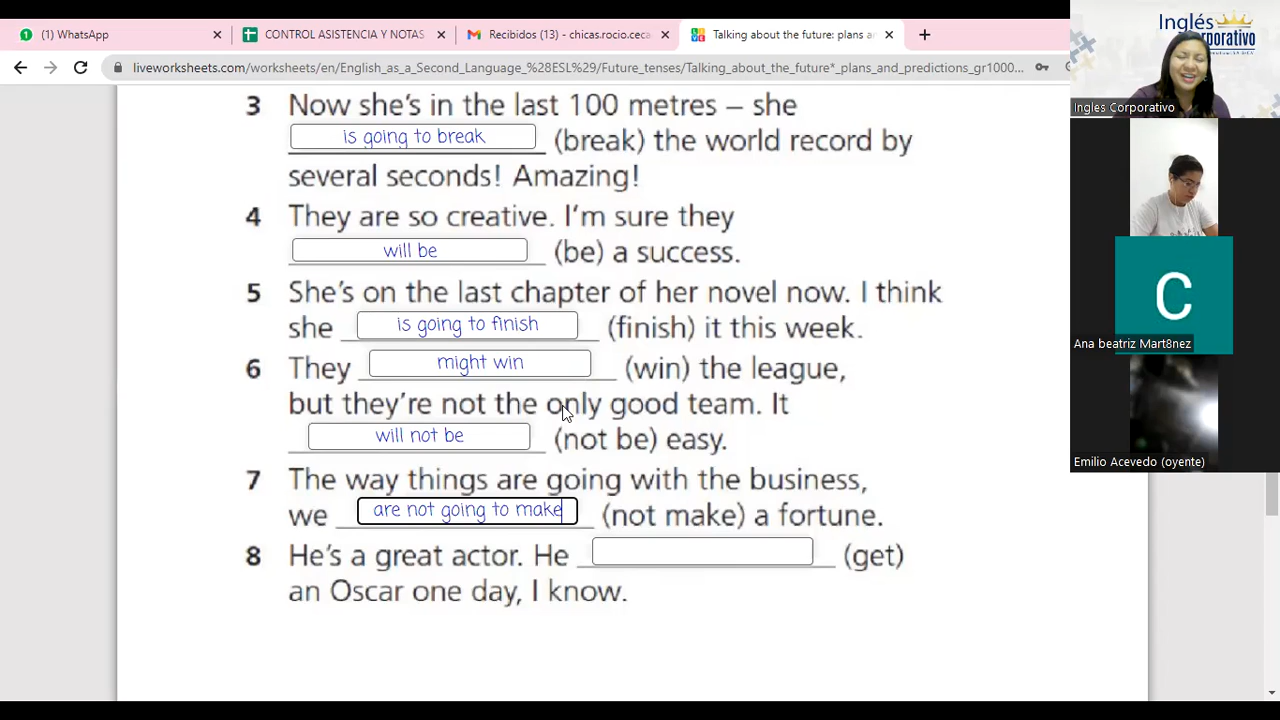 (1) WhatsApp
CONTROL ASISTENCIA Y NOTAS
Recibidos (13) - chicas.rocio.ceca
Talking about the future: plans an
liveworksheets.com/worksheets/en/English_as_a_Second_Language_%28ESL%29/Future_tenses/Talking_about_the_future*_plans_and_predictions_gr1000...
Inglés
Corporativo
Ingles Corporativo
3 Now she's in the last 100 metres – she
is going to break (break) the world record by
several seconds! Amazing!
4 They are so creative. I'm sure they
will be (be) a success.
5 She's on the last chapter of her novel now. I think
she is going to finish (finish) it this week.
6 They might win (win) the league,
but they're not the only good team. It
will not be (not be) easy.
7 The way things are going with the business,
we are not going to make (not make) a fortune.
8 He's a great actor. He (get)
an Oscar one day, I know.
C
Ana beatriz Mart8nez
Emilio Acevedo (oyente)